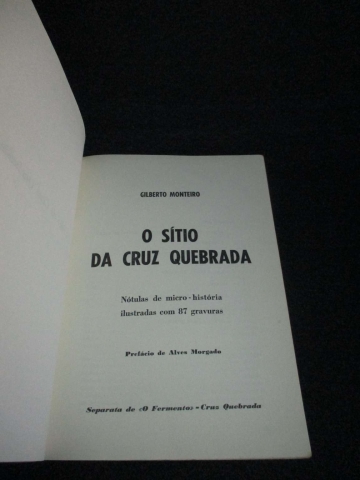 GILBERTO MONTEIRO
O SÍTIO
DA CRUZ QUEBRADA
Nótulas de micro-história
ilustradas com 87 gravuras
Prefácio de Alves Morgado
Separata de «O Fermento» - Cruz Quebrada